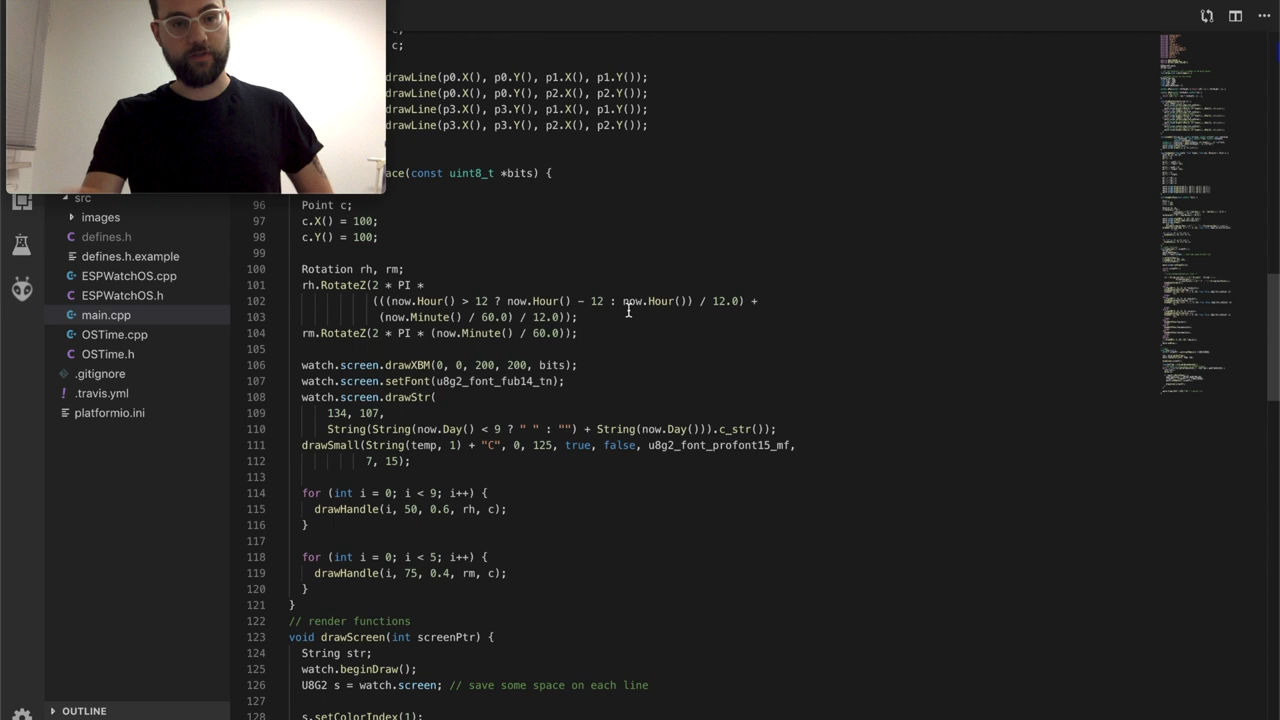 c;
drawLine(p0.X(), p0.Y(), p1.X(), p1.Y());
drawLine(p0.X(), p0.Y(), p2.X(), p2.Y());
drawLine(p3.X(), p3.Y(), p1.X(), p1.Y());
drawLine(p3.X(), p3.Y(), p2.X(), p2.Y());
ace(const uint8_t *bits) {
src
images
defines.h
defines.h.example
ESPWatchOS.cpp
ESPWatchOS.h
main.cpp
OSTime.cpp
OSTime.h
.gitignore
.travis.yml
platformio.ini
OUTLINE
96 Point c;
97 c.X() = 100;
98 c.Y() = 100;
99
100 Rotation rh, rm;
101 rh.RotateZ(2 * PI *
102 (((now.Hour() > 12 ? now.Hour() - 12 : now.Hour()) / 12.0) +
103 (now.Minute() / 60.0) / 12.0));
104 rm.RotateZ(2 * PI * (now.Minute() / 60.0));
105
106 watch.screen.drawXBM(0, 0, 200, 200, bits);
107 watch.screen.setFont(u8g2_font_fub14_tn);
108 watch.screen.drawStr(
109 134, 107,
110 String(String(now.Day() < 9 ? " " : "") + String(now.Day())).c_str());
111 drawSmall(String(temp, 1) + "C", 0, 125, true, false, u8g2_font_profont15_mf,
112 7, 15);
113
114 for (int i = 0; i < 9; i++) {
115 drawHandle(i, 50, 0.6, rh, c);
116 }
117
118 for (int i = 0; i < 5; i++) {
119 drawHandle(i, 75, 0.4, rm, c);
120 }
121 }
122 // render functions
123 void drawScreen(int screenPtr) {
124 String str;
125 watch.beginDraw();
126 U8G2 s = watch.screen; // save some space on each line
127
128 s.setColorIndex(1);